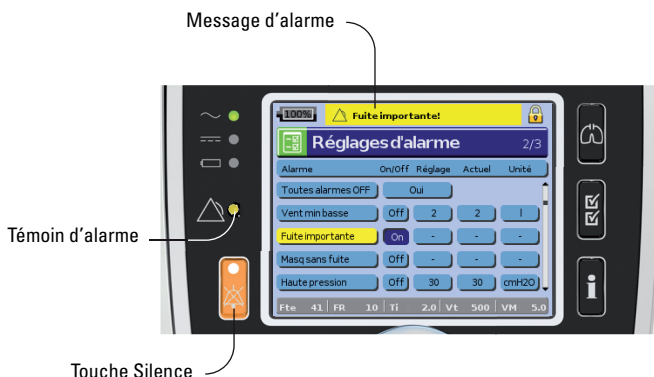 Message d'alarme
100%
Fuite importante!
Réglages d'alarme 2/3
Alarme On/Off Réglage Actuel Unité
Toutes alarmes OFF Oui
Vent min basse Off 2 2 l
Fuite importante On - - -
Masq sans fuite Off - - -
Haute pression Off 30 30 cmH2O
Fte 41 FR 10 Ti 2.0 Vt 500 VM 5.0
Témoin d'alarme
Touche Silence